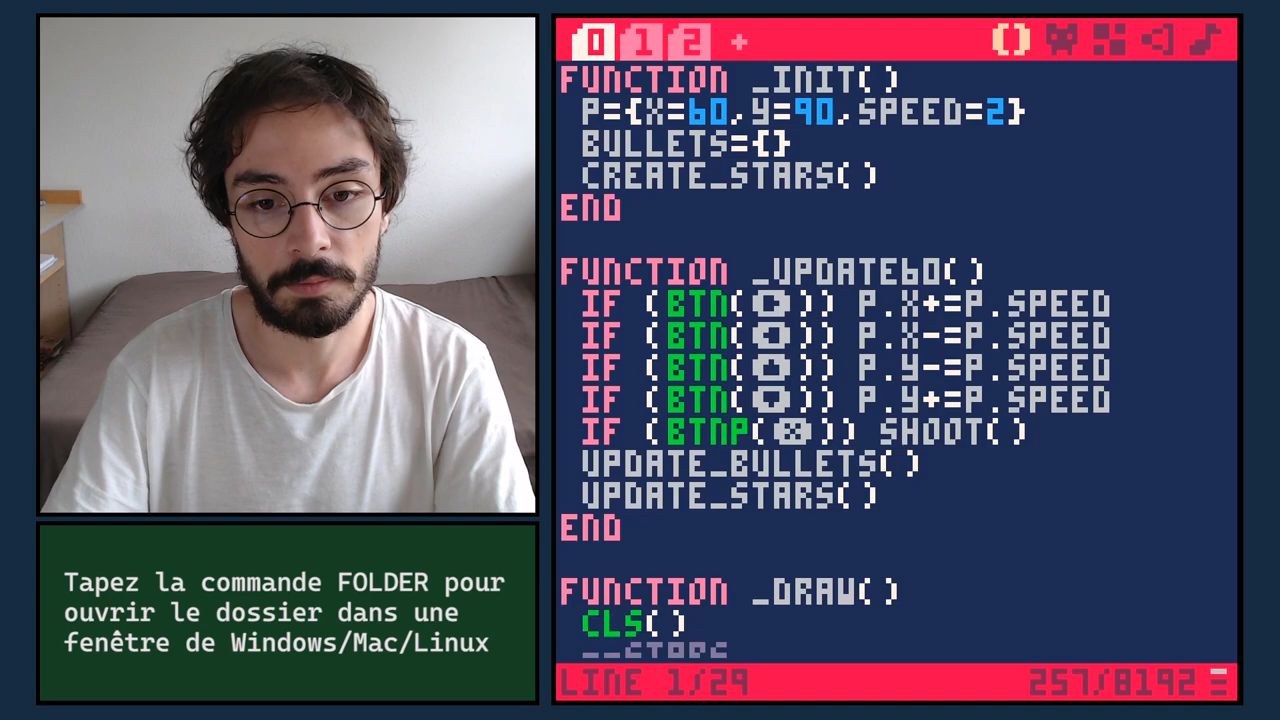 0 1 2 +
FUNCTION _INIT()
P={X=60,Y=90,SPEED=2}
BULLETS={}
CREATE_STARS()
END
FUNCTION _UPDATE60()
IF (BTN(➡️)) P.X+=P.SPEED
IF (BTN(⬅️)) P.X-=P.SPEED
IF (BTN(⬆️)) P.Y-=P.SPEED
IF (BTN(⬇️)) P.Y+=P.SPEED
IF (BTNP(❎)) SHOOT()
UPDATE_BULLETS()
UPDATE_STARS()
END
FUNCTION _DRAW()
CLS()
--STARS
LINE 1/29 257/8192
Tapez la commande FOLDER pour
ouvrir le dossier dans une
fenêtre de Windows/Mac/Linux